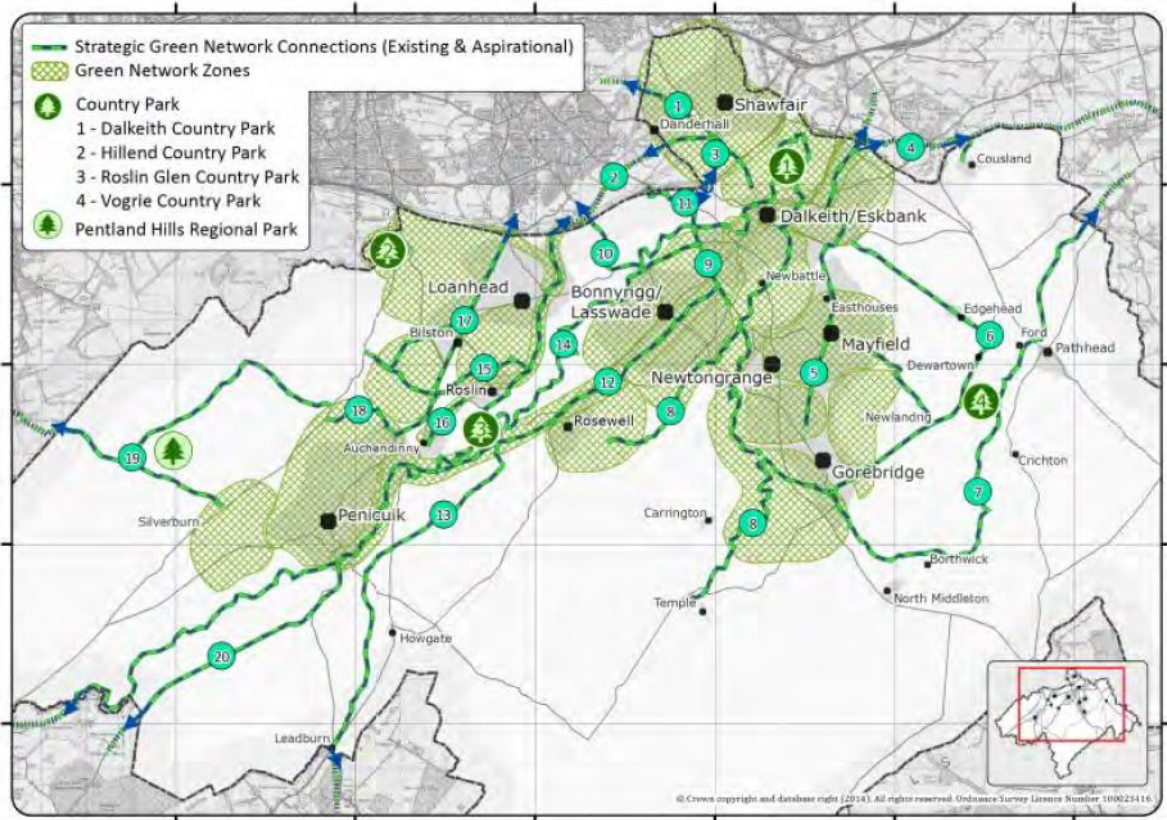 Strategic Green Network Connections (Existing & Aspirational)
Green Network Zones
Country Park
1 - Dalkeith Country Park
2 - Hillend Country Park
3 - Roslin Glen Country Park
4 - Vogrie Country Park
Pentland Hills Regional Park
1
Shawfair
Danderhall
3
4
Cousland
1
2
11
Dalkeith/Eskbank
2
10
9
Newbattle
Loanhead
Bonnyrigg/
Lasswade
Easthouses
Edgehead
17
Bilston
14
Mayfield
6
Ford
Pathhead
Dewartown
15
Roslin
12
Newtongrange
5
4
18
16
3
Rosewell
8
Newlandrig
Auchendinny
19
Crichton
Gorebridge
7
Silverburn
Penicuik
13
Carrington
8
Borthwick
Temple
North Middleton
Howgate
20
Leadburn
© Crown copyright and database right (2014). All rights reserved. Ordnance Survey Licence Number 100023416